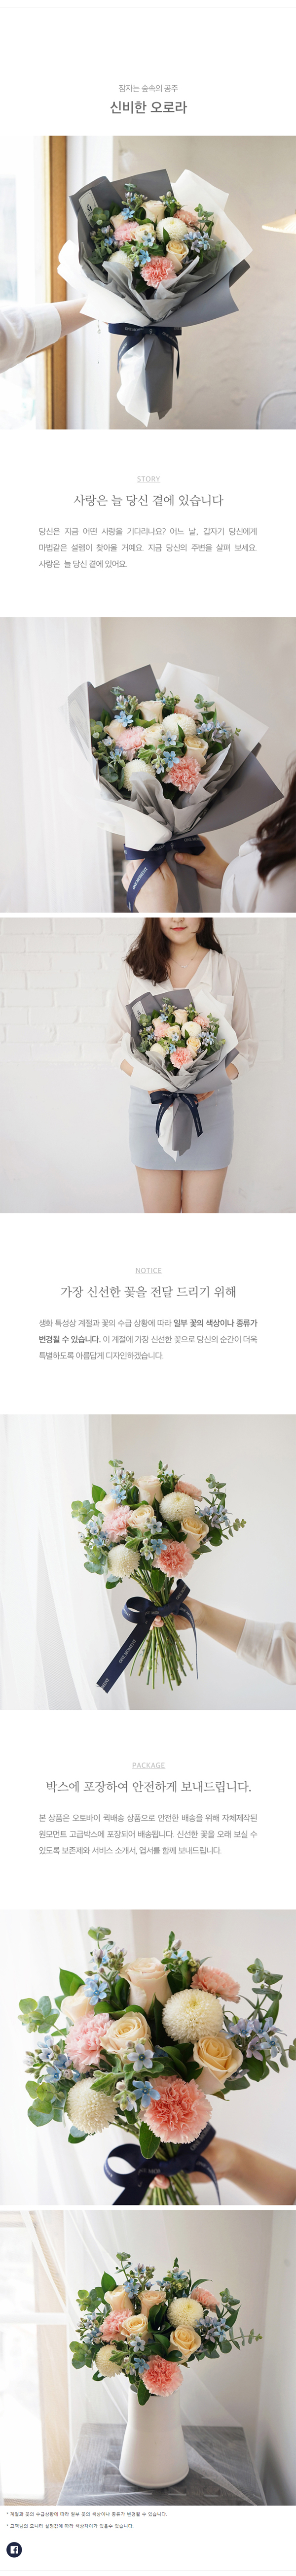 잠자는 숲속의 공주
신비한 오로라
STORY
사랑은 늘 당신 곁에 있습니다
당신은 지금 어떤 사랑을 기다리나요? 어느 날, 갑자기 당신에게
마법같은 설렘이 찾아올 거예요. 지금 당신의 주변을 살펴 보세요.
사랑은 늘 당신 곁에 있어요.
NOTICE
가장 신선한 꽃을 전달 드리기 위해
생화 특성상 계절과 꽃의 수급 상황에 따라 일부 꽃의 색상이나 종류가
변경될 수 있습니다. 이 계절에 가장 신선한 꽃으로 당신의 순간이 더욱
특별하도록 아름답게 디자인하겠습니다.
PACKAGE
박스에 포장하여 안전하게 보내드립니다.
본 상품은 오토바이 퀵배송 상품으로 안전한 배송을 위해 자체제작된
원모먼트 고급박스에 포장되어 배송됩니다. 신선한 꽃을 오래 보실 수
있도록 보존제와 서비스 소개서, 엽서를 함께 보내드립니다.
* 계절과 꽃의 수급상황에 따라 일부 꽃의 색상이나 종류가 변경될 수 있습니다.
* 고객님의 모니터 설정값에 따라 색상차이가 있을수 있습니다.